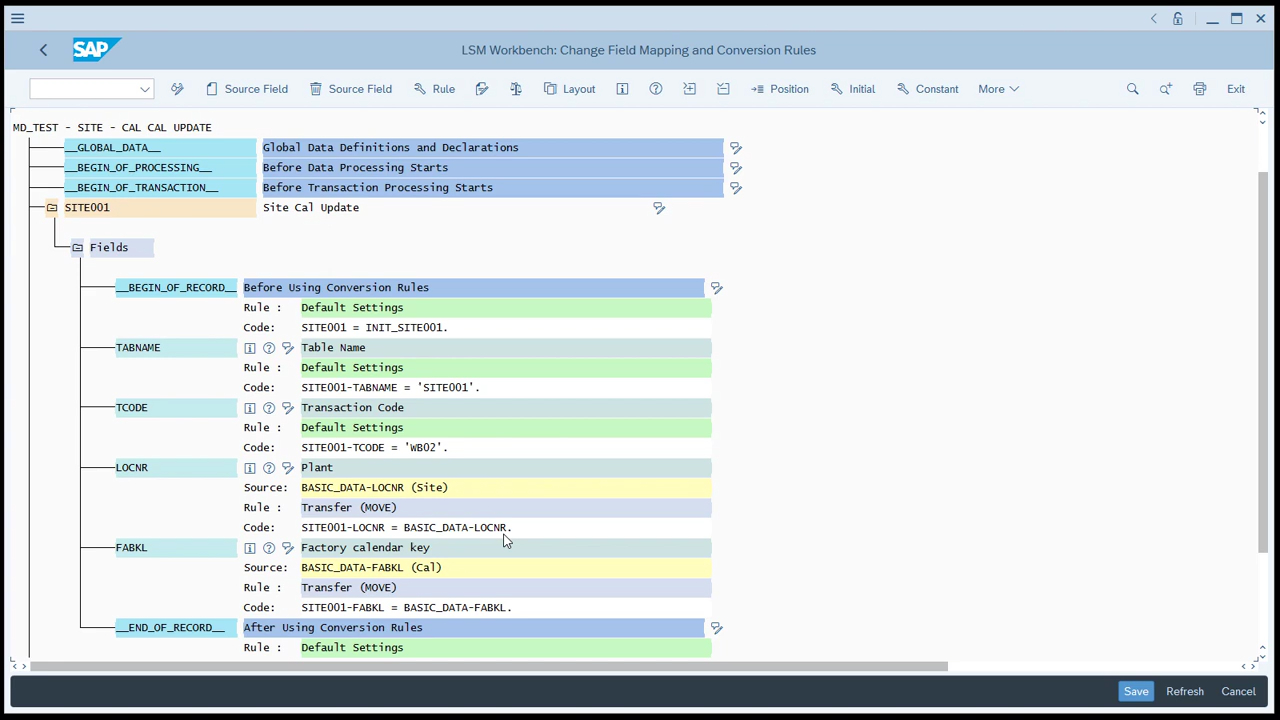 SAP
LSM Workbench: Change Field Mapping and Conversion Rules
Source Field Source Field Rule Layout Position Initial Constant More Exit
MD_TEST - SITE - CAL CAL UPDATE
__GLOBAL_DATA__ Global Data Definitions and Declarations
__BEGIN_OF_PROCESSING__ Before Data Processing Starts
__BEGIN_OF_TRANSACTION__ Before Transaction Processing Starts
SITE001 Site Cal Update
Fields
__BEGIN_OF_RECORD__ Before Using Conversion Rules
Rule : Default Settings
Code: SITE001 = INIT_SITE001.
TABNAME Table Name
Rule : Default Settings
Code: SITE001-TABNAME = 'SITE001'.
TCODE Transaction Code
Rule : Default Settings
Code: SITE001-TCODE = 'WB02'.
LOCNR Plant
Source: BASIC_DATA-LOCNR (Site)
Rule : Transfer (MOVE)
Code: SITE001-LOCNR = BASIC_DATA-LOCNR.
FABKL Factory calendar key
Source: BASIC_DATA-FABKL (Cal)
Rule : Transfer (MOVE)
Code: SITE001-FABKL = BASIC_DATA-FABKL.
__END_OF_RECORD__ After Using Conversion Rules
Rule : Default Settings
Save Refresh Cancel